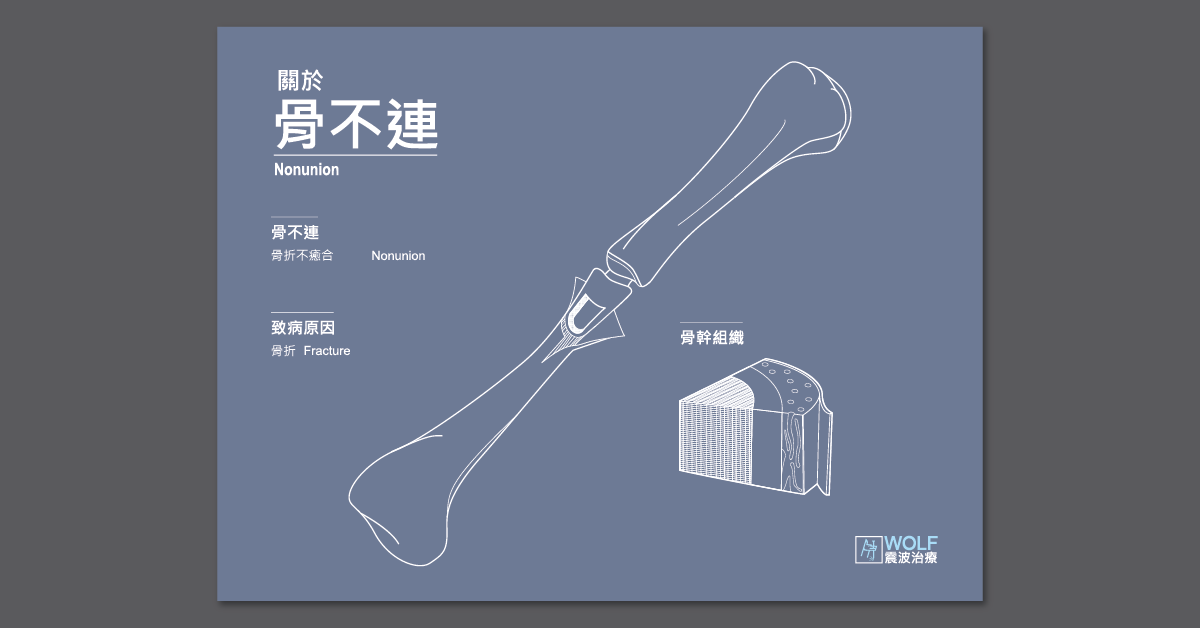 關於
骨不連
Nonunion
骨不連
骨折不癒合 Nonunion
致病原因
骨折 Fracture
骨幹組織
WOLF
震波治療